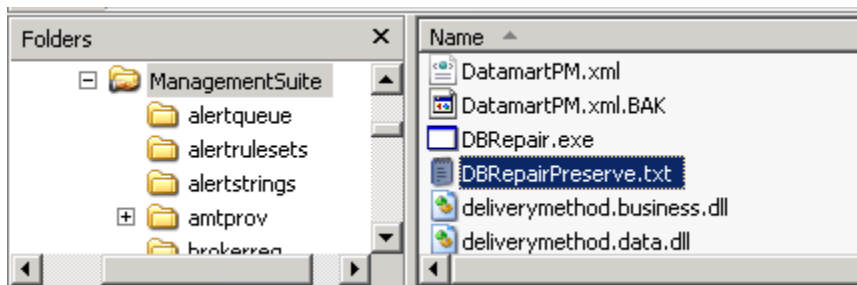 Folders
ManagementSuite
alertqueue
alertrulesets
alertstrings
amtprov
brokerreq
Name
DatamartPM.xml
DatamartPM.xml.BAK
DBRepair.exe
DBRepairPreserve.txt
deliverymethod.business.dll
deliverymethod.data.dll